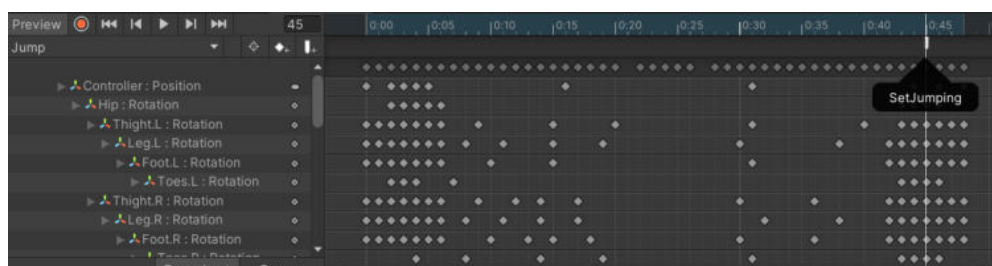 Preview 45 0:00 0:05 0:10 0:15 0:20 0:25 0:30 0:35 0:40 0:45
Jump
SetJumping
Controller : Position
Hip : Rotation
Thight.L : Rotation
Leg.L : Rotation
Foot.L : Rotation
Toes.L : Rotation
Thight.R : Rotation
Leg.R : Rotation
Foot.R : Rotation